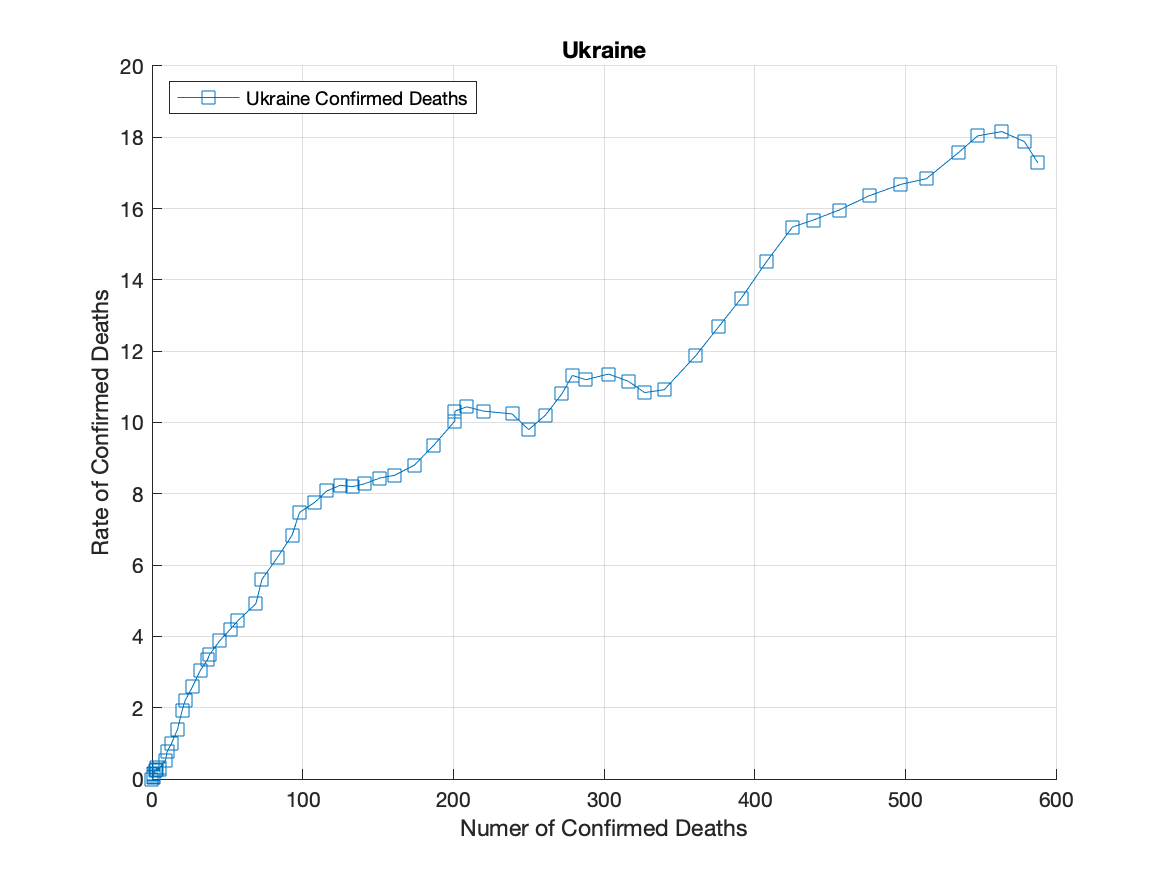 Ukraine
Ukraine Confirmed Deaths
20
18
16
14
12
10
8
6
4
2
0
Rate of Confirmed Deaths
0 100 200 300 400 500 600
Numer of Confirmed Deaths